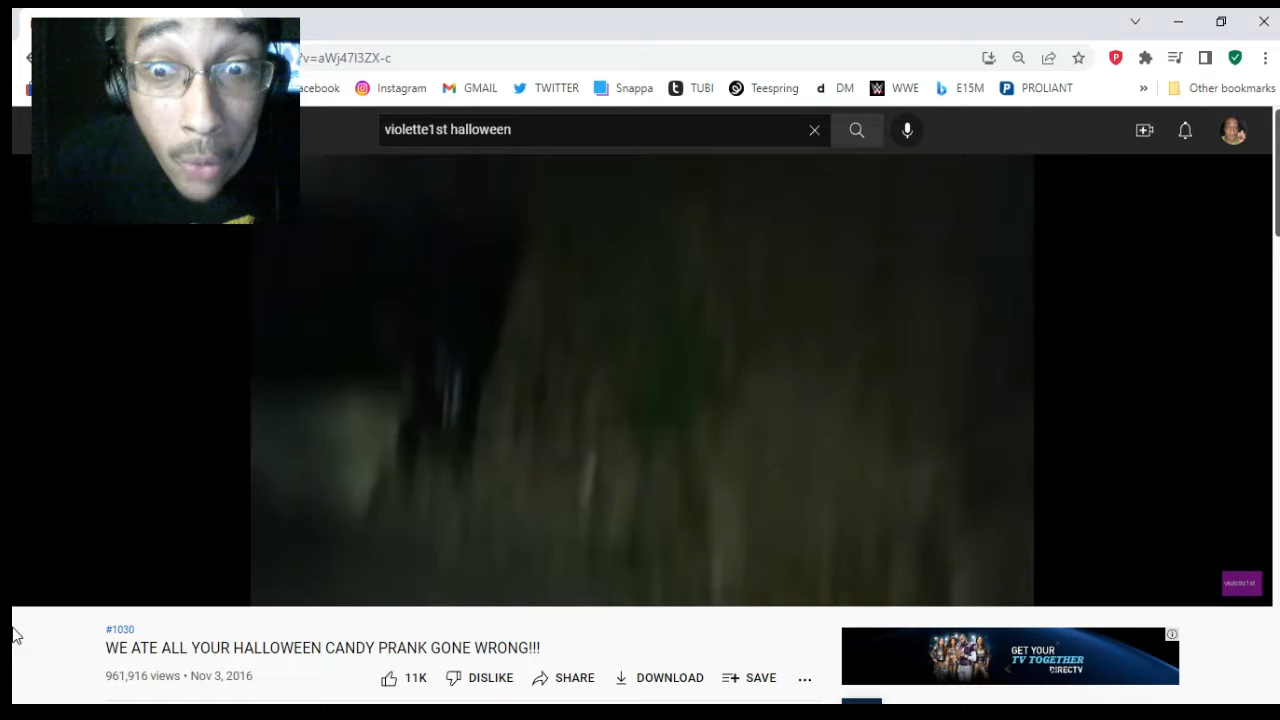 ?v=aWj47I3ZX-c
acebook Instagram GMAIL TWITTER Snappa TUBI Teespring DM WWE E15M PROLIANT » Other bookmarks
violette1st halloween
violette1st
#1030
WE ATE ALL YOUR HALLOWEEN CANDY PRANK GONE WRONG!!!
961,916 views • Nov 3, 2016
11K DISLIKE SHARE DOWNLOAD SAVE ...
GET YOUR
TV TOGETHER
DIRECTV